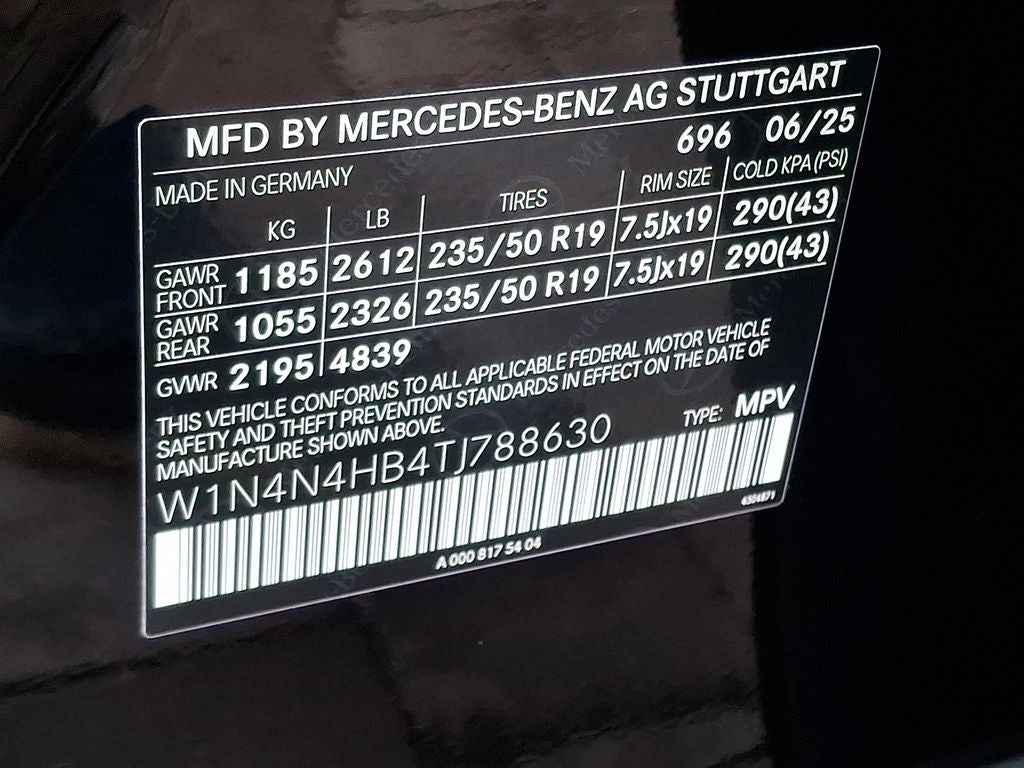 MFD BY MERCEDES-BENZ AG STUTTGART
MADE IN GERMANY 696 06/25
KG LB TIRES RIM SIZE COLD KPA (PSI)
GAWR FRONT 1185 2612 235/50 R19 7.5Jx19 290(43)
GAWR REAR 1055 2326 235/50 R19 7.5Jx19 290(43)
GVWR 2195 4839
THIS VEHICLE CONFORMS TO ALL APPLICABLE FEDERAL MOTOR VEHICLE
SAFETY AND THEFT PREVENTION STANDARDS IN EFFECT ON THE DATE OF
MANUFACTURE SHOWN ABOVE.
TYPE: MPV
W1N4N4HB4TJ788630
A 000 817 54 04